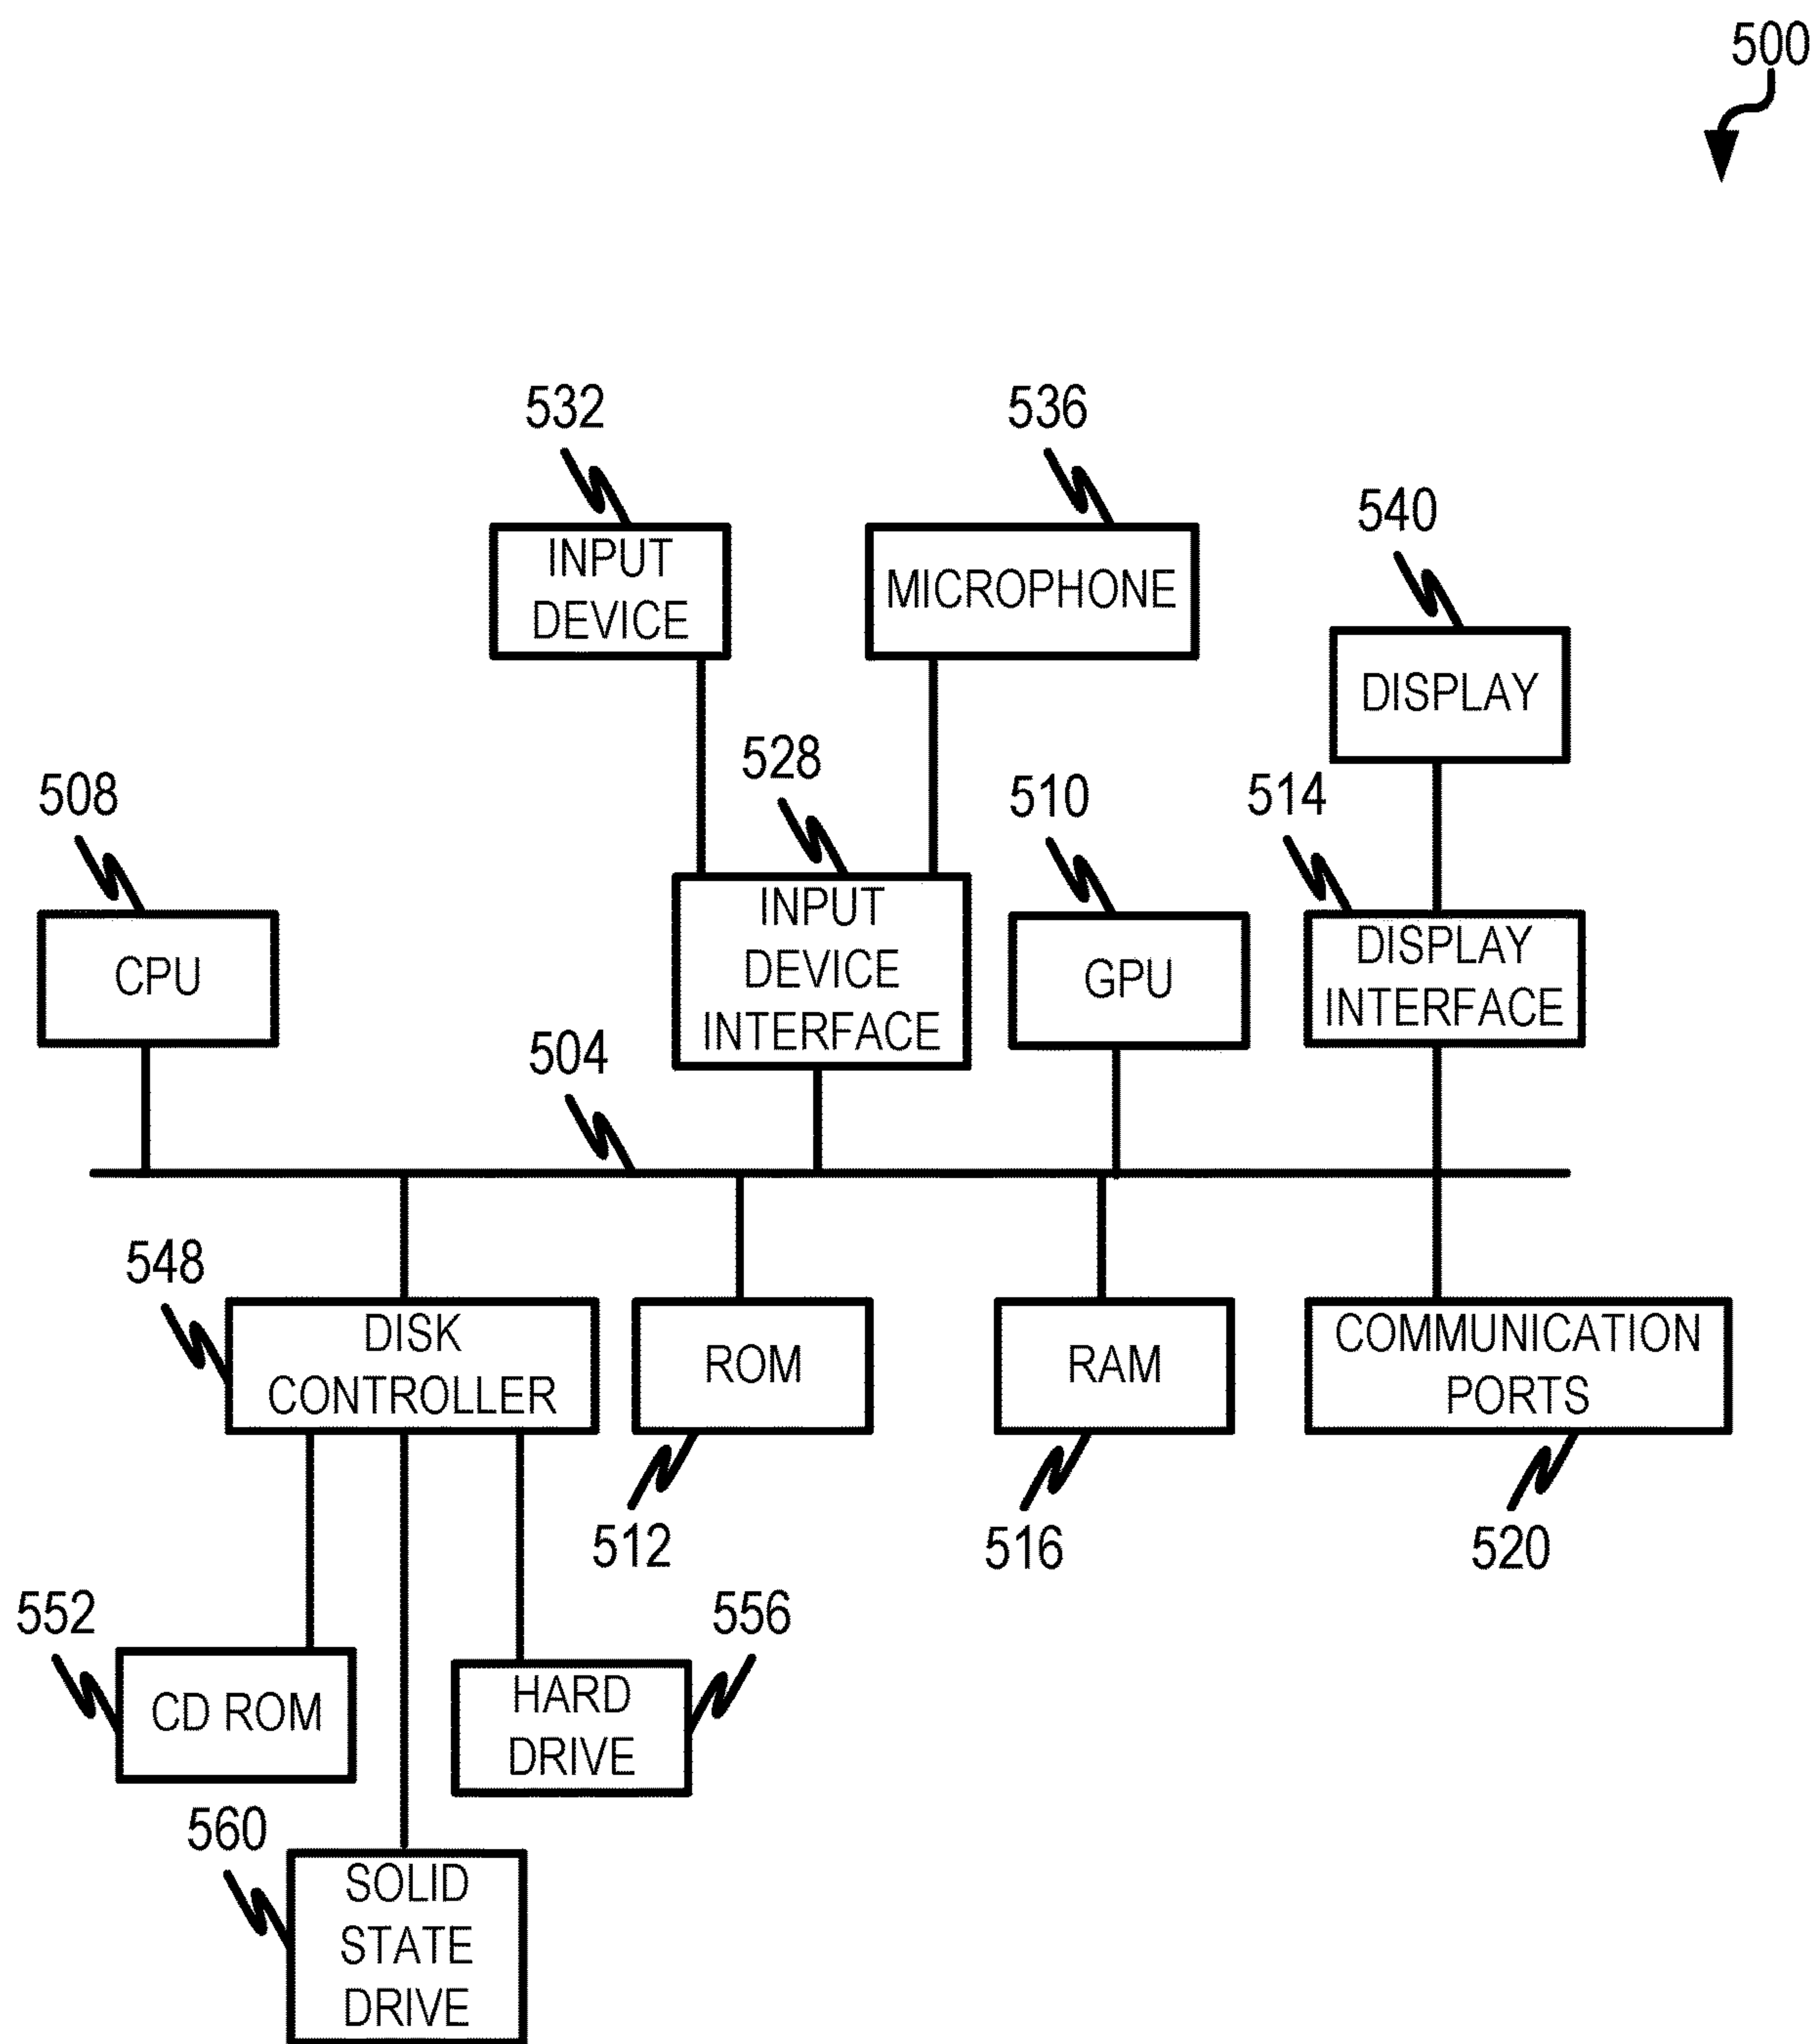 500
532
536
INPUT
DEVICE
MICROPHONE
540
DISPLAY
528
508
510
514
CPU
INPUT
DEVICE
INTERFACE
GPU
DISPLAY
INTERFACE
504
548
DISK
CONTROLLER
ROM
RAM
COMMUNICATION
PORTS
512
516
520
552
556
CD ROM
HARD
DRIVE
560
SOLID
STATE
DRIVE